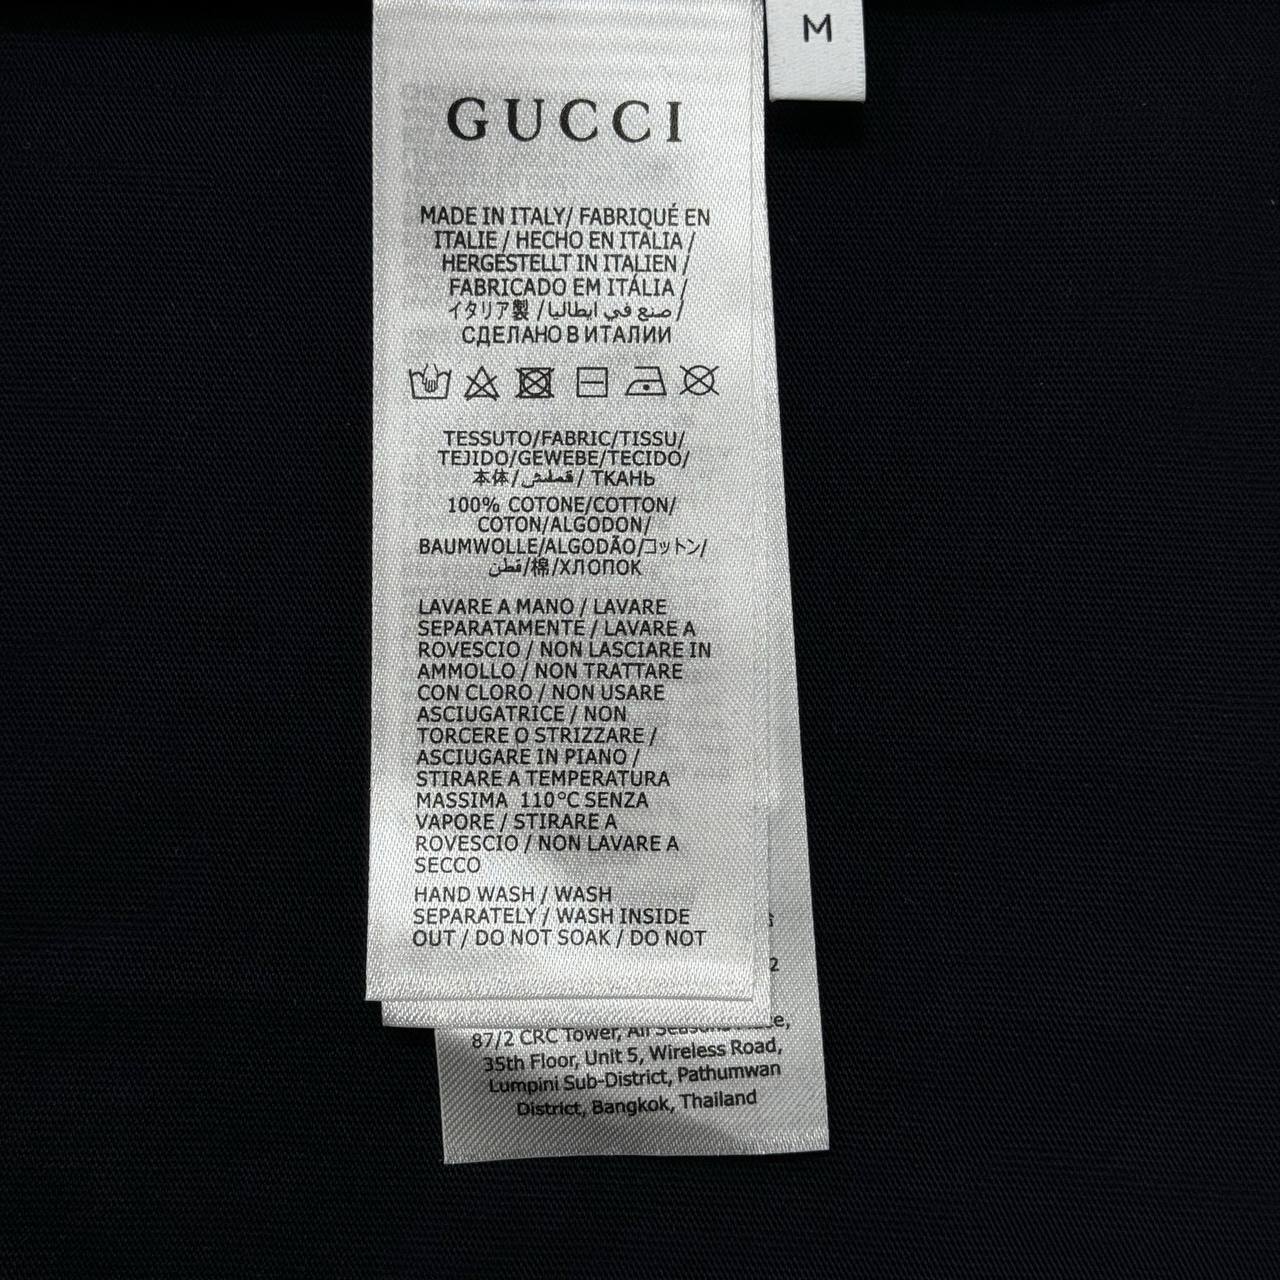 M
GUCCI
MADE IN ITALY/ FABRIQUÉ EN
ITALIE / HECHO EN ITALIA /
HERGESTELLT IN ITALIEN /
FABRICADO EM ITÁLIA /
イタリア製 /صنع في ايطاليا /
СДЕЛАНО В ИТАЛИИ
TESSUTO/FABRIC/TISSU/
TEJIDO/GEWEBE/TECIDO/
本体/قماش/ ТКАНЬ
100% COTONE/COTTON/
COTON/ALGODON/
BAUMWOLLE/ALGODÃO/コットン/
قطن/棉/ХЛОПОК
LAVARE A MANO / LAVARE
SEPARATAMENTE / LAVARE A
ROVESCIO / NON LASCIARE IN
AMMOLLO / NON TRATTARE
CON CLORO / NON USARE
ASCIUGATRICE / NON
TORCERE O STRIZZARE /
ASCIUGARE IN PIANO /
STIRARE A TEMPERATURA
MASSIMA 110°C SENZA
VAPORE / STIRARE A
ROVESCIO / NON LAVARE A
SECCO
HAND WASH / WASH
SEPARATELY / WASH INSIDE
OUT / DO NOT SOAK / DO NOT
2
87/2 CRC Tower, All
35th Floor, Unit 5, Wireless Road,
Lumpini Sub-District, Pathumwan
District, Bangkok, Thailand